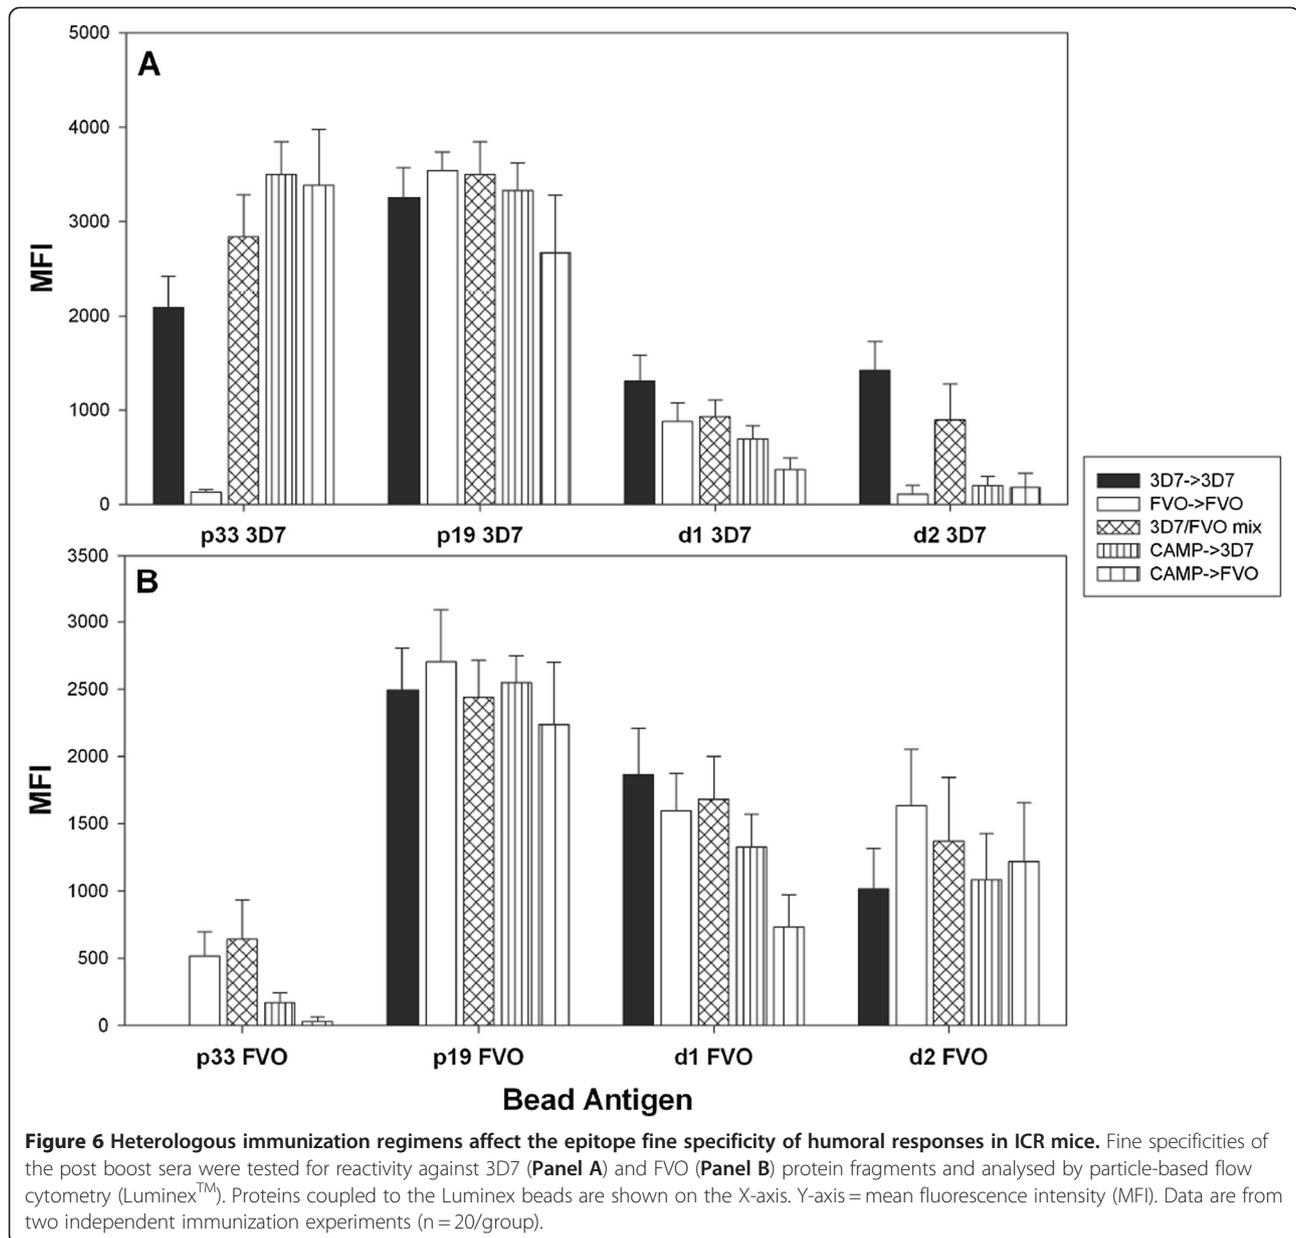 5000
A
4000
3000
MFI
2000
1000
0
p33 3D7 p19 3D7 d1 3D7 d2 3D7
3D7->3D7
FVO->FVO
3D7/FVO mix
CAMP->3D7
CAMP->FVO
3500
B
3000
2500
2000
MFI
1500
1000
500
0
p33 FVO p19 FVO d1 FVO d2 FVO
Bead Antigen
Figure 6 Heterologous immunization regimens affect the epitope fine specificity of humoral responses in ICR mice. Fine specificities of
the post boost sera were tested for reactivity against 3D7 (Panel A) and FVO (Panel B) protein fragments and analysed by particle-based flow
cytometry (Luminex™). Proteins coupled to the Luminex beads are shown on the X-axis. Y-axis = mean fluorescence intensity (MFI). Data are from
two independent immunization experiments (n = 20/group).